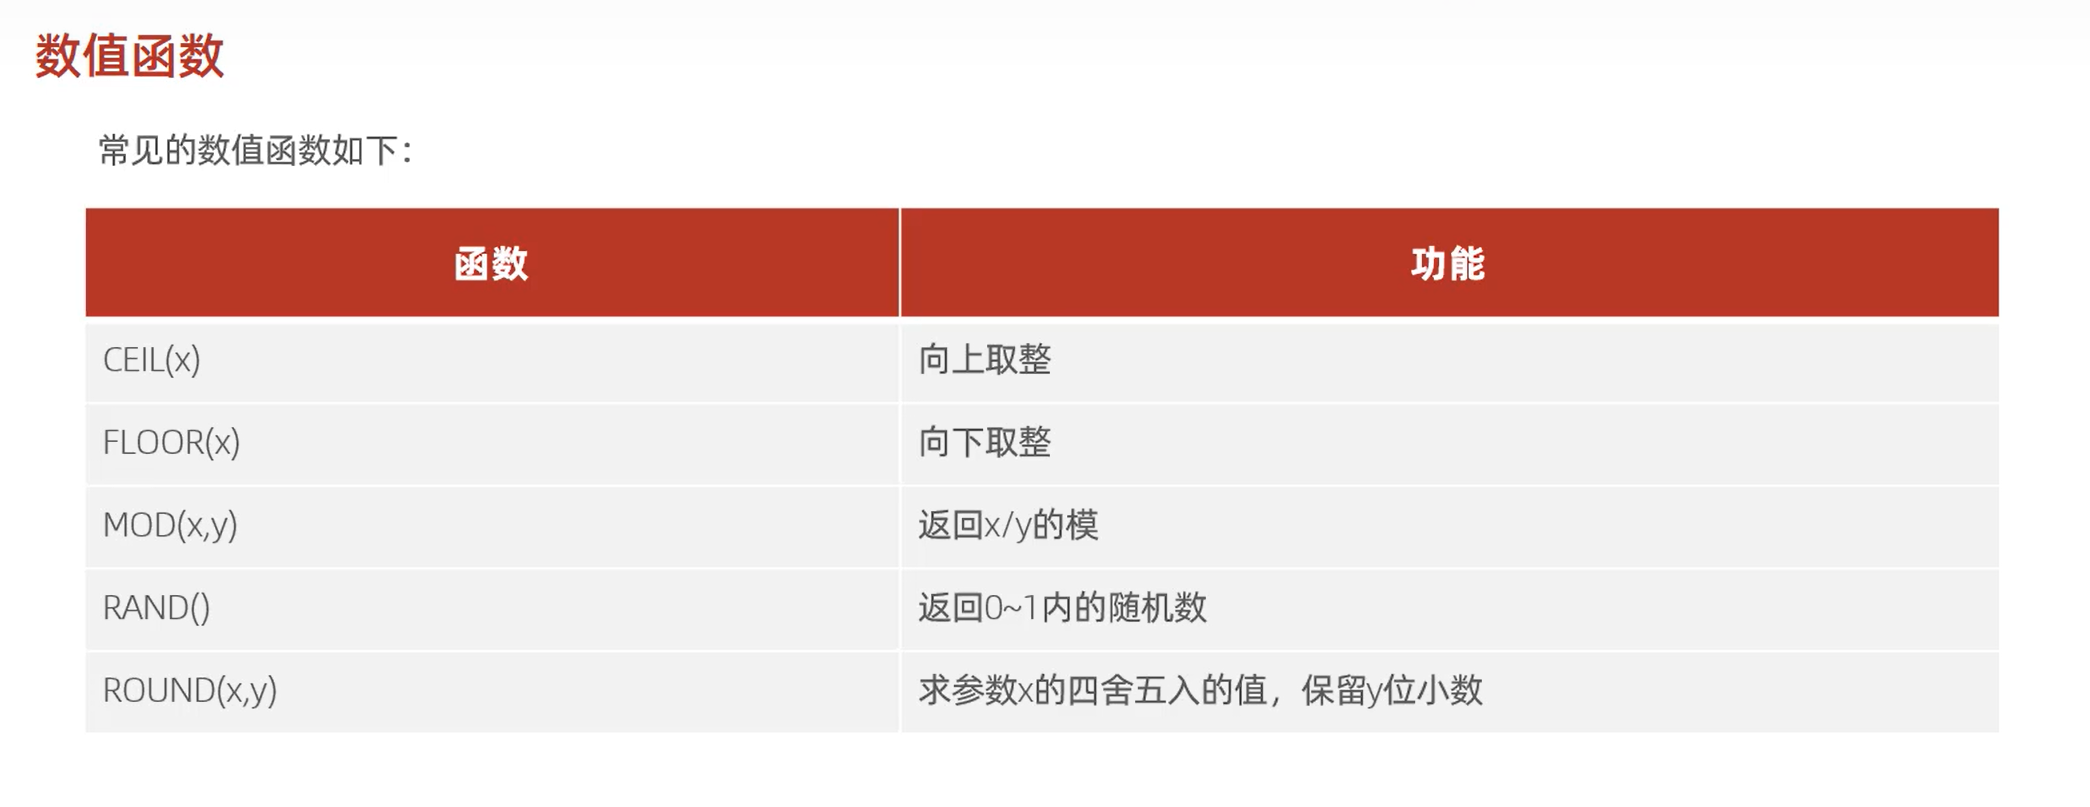 数值函数
常见的数值函数如下：
函数 功能
CEIL(x) 向上取整
FLOOR(x) 向下取整
MOD(x,y) 返回x/y的模
RAND() 返回0~1内的随机数
ROUND(x,y) 求参数x的四舍五入的值，保留y位小数